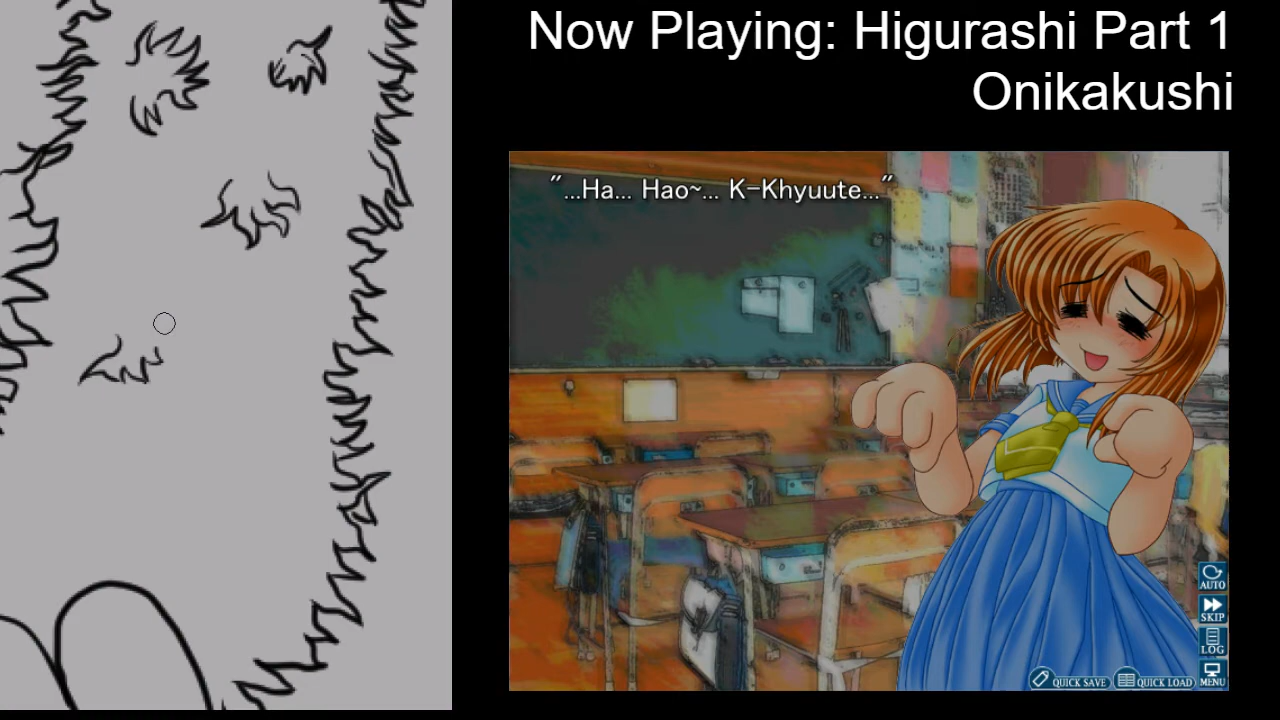 Now Playing: Higurashi Part 1
Onikakushi
"...Ha... Hao~... K-Khyuute..."
AUTO
SKIP
LOG
MENU
QUICK SAVE
QUICK LOAD